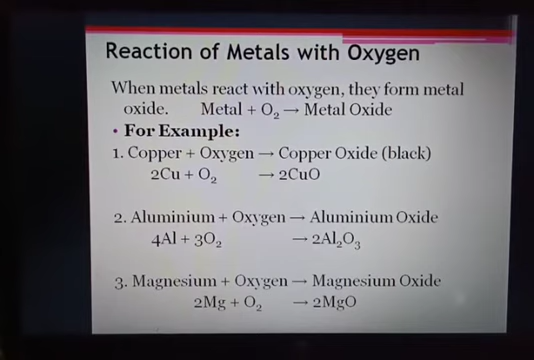 Reaction of Metals with Oxygen
When metals react with oxygen, they form metal
oxide. Metal + O₂ → Metal Oxide
• For Example:
1. Copper + Oxygen → Copper Oxide (black)
2Cu + O₂ → 2CuO
2. Aluminium + Oxygen → Aluminium Oxide
4Al + 3O₂ → 2Al₂O₃
3. Magnesium + Oxygen → Magnesium Oxide
2Mg + O₂ → 2MgO